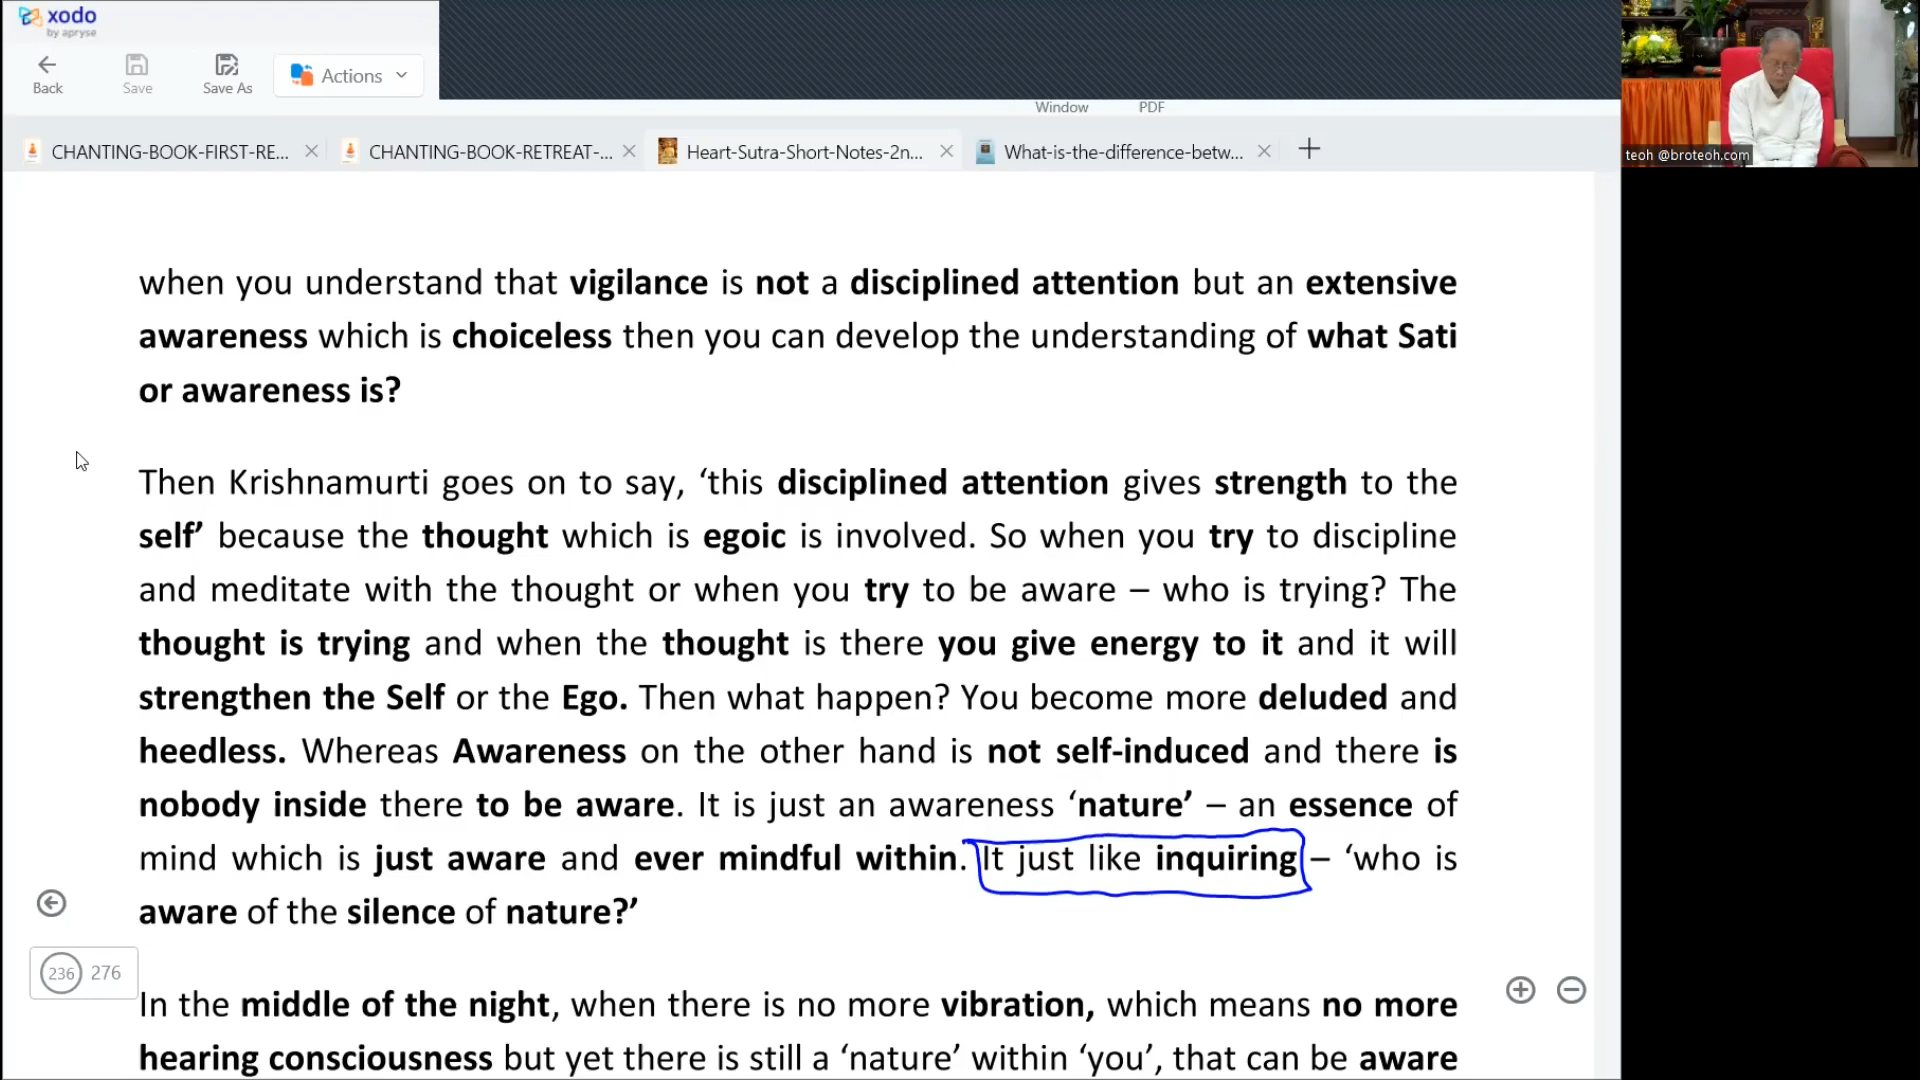 xodo
by apryse
Back
Save
Save As
Actions
Window
PDF
CHANTING-BOOK-FIRST-RE...
CHANTING-BOOK-RETREAT-...
Heart-Sutra-Short-Notes-2n...
What-is-the-difference-betw...
teoh @broteoh.com
when you understand that vigilance is not a disciplined attention but an extensive
awareness which is choiceless then you can develop the understanding of what Sati
or awareness is?
Then Krishnamurti goes on to say, ‘this disciplined attention gives strength to the
self’ because the thought which is egoic is involved. So when you try to discipline
and meditate with the thought or when you try to be aware – who is trying? The
thought is trying and when the thought is there you give energy to it and it will
strengthen the Self or the Ego. Then what happen? You become more deluded and
heedless. Whereas Awareness on the other hand is not self-induced and there is
nobody inside there to be aware. It is just an awareness ‘nature’ – an essence of
mind which is just aware and ever mindful within. It just like inquiring – ‘who is
aware of the silence of nature?’
236 276
In the middle of the night, when there is no more vibration, which means no more
hearing consciousness but yet there is still a ‘nature’ within ‘you’, that can be aware